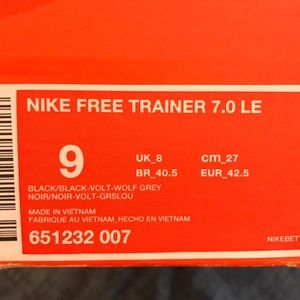 NIKE FREE TRAINER 7.0 LE
9
UK_8 cm_27
BR_40.5 EUR_42.5
BLACK/BLACK-VOLT-WOLF GREY
NOIR/NOIR-VOLT-GRSLOU
MADE IN VIETNAM
FABRIQUE AU VIETNAM_HECHO EN VIETNAM
651232 007